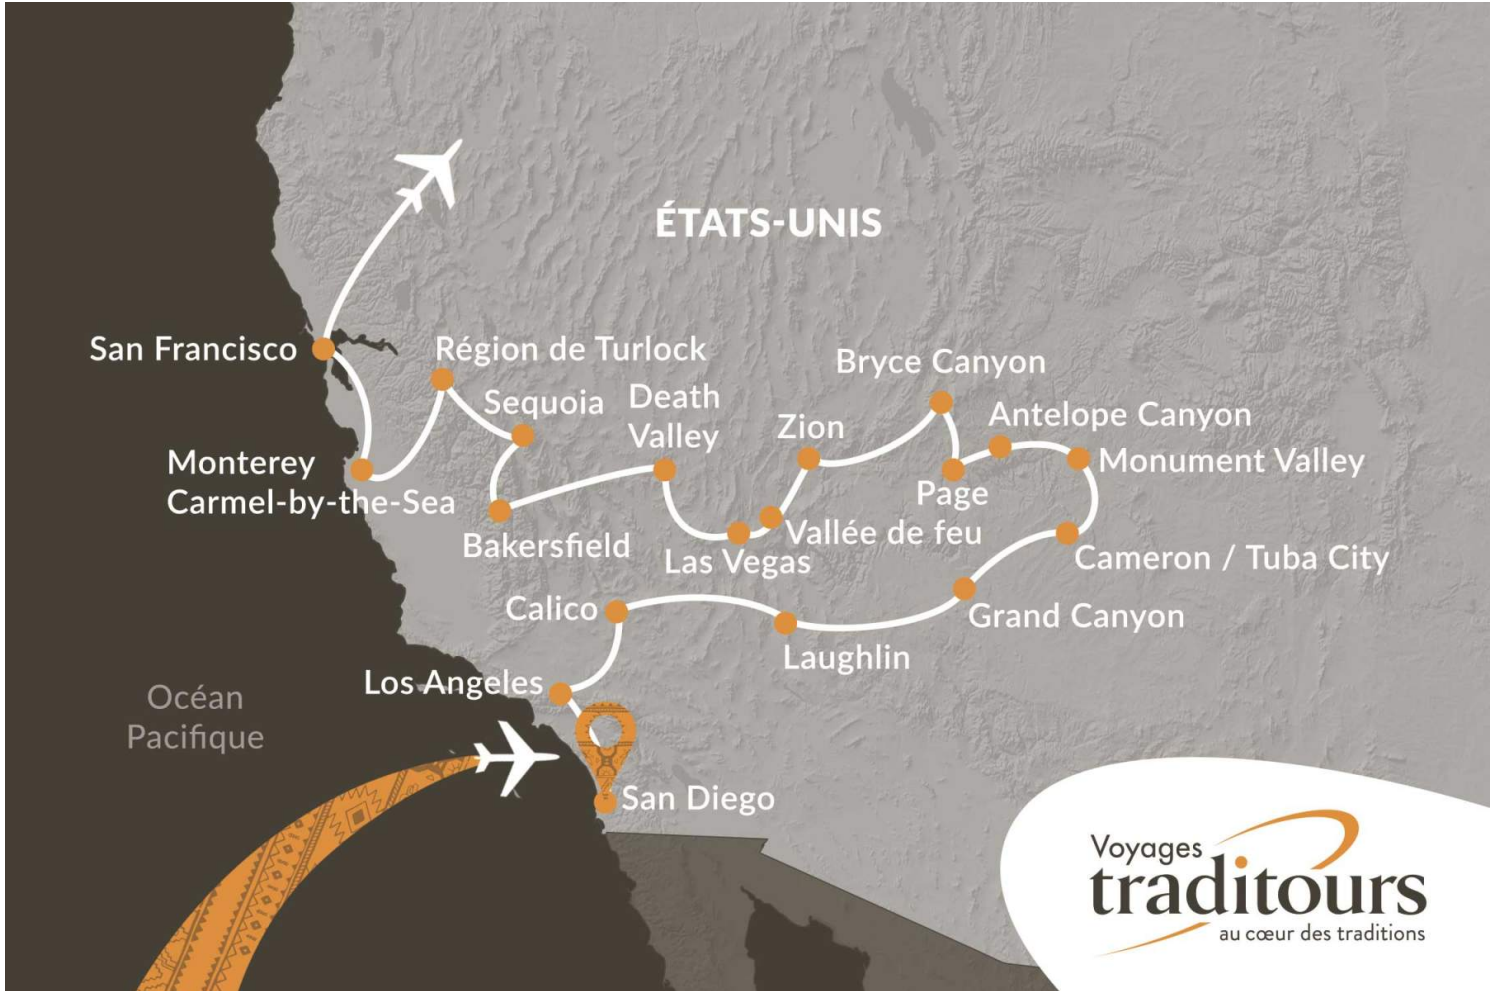 ÉTATS-UNIS
San Francisco
Région de Turlock
Bryce Canyon
Sequoia
Death
Valley
Zion
Antelope Canyon
Monterey
Carmel-by-the-Sea
Monument Valley
Page
Bakersfield
Las Vegas
Vallée de feu
Cameron / Tuba City
Calico
Grand Canyon
Laughlin
Los Angeles
Océan
Pacifique
San Diego
Voyages
traditours
au cœur des traditions